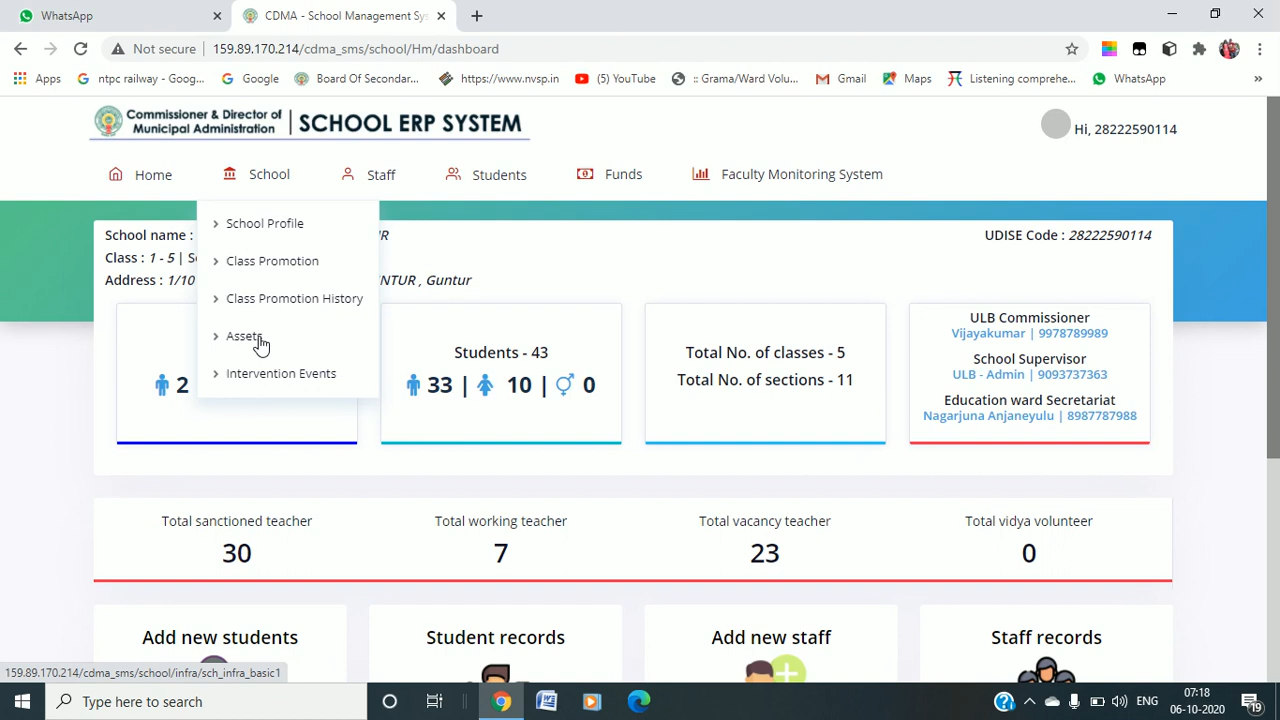 WhatsApp
CDMA - School Management Sys
Not secure | 159.89.170.214/cdma_sms/school/Hm/dashboard
Apps
ntpc railway - Goog...
Google
Board Of Secondar...
https://www.nvsp.in
(5) YouTube
:: Grama/Ward Volu...
Gmail
Maps
Listening comprehe...
WhatsApp
»
Commissioner & Director of
Municipal Administration
SCHOOL ERP SYSTEM
Hi, 28222590114
Home
School
Staff
Students
Funds
Faculty Monitoring System
School Profile
Class Promotion
Class Promotion History
Assets
Intervention Events
School name :
UDISE Code : 28222590114
Class : 1 - 5 |
Address : 1/10
NTUR , Guntur
2
Students - 43
33 | 10 | 0
Total No. of classes - 5
Total No. of sections - 11
ULB Commissioner
Vijayakumar | 9978789989
School Supervisor
ULB - Admin | 9093737363
Education ward Secretariat
Nagarjuna Anjaneyulu | 8987787988
Total sanctioned teacher
30
Total working teacher
7
Total vacancy teacher
23
Total vidya volunteer
0
Add new students
Student records
Add new staff
Staff records
159.89.170.214/cdma_sms/school/infra/sch_infra_basic1
Type here to search
ENG
07:18
06-10-2020
19